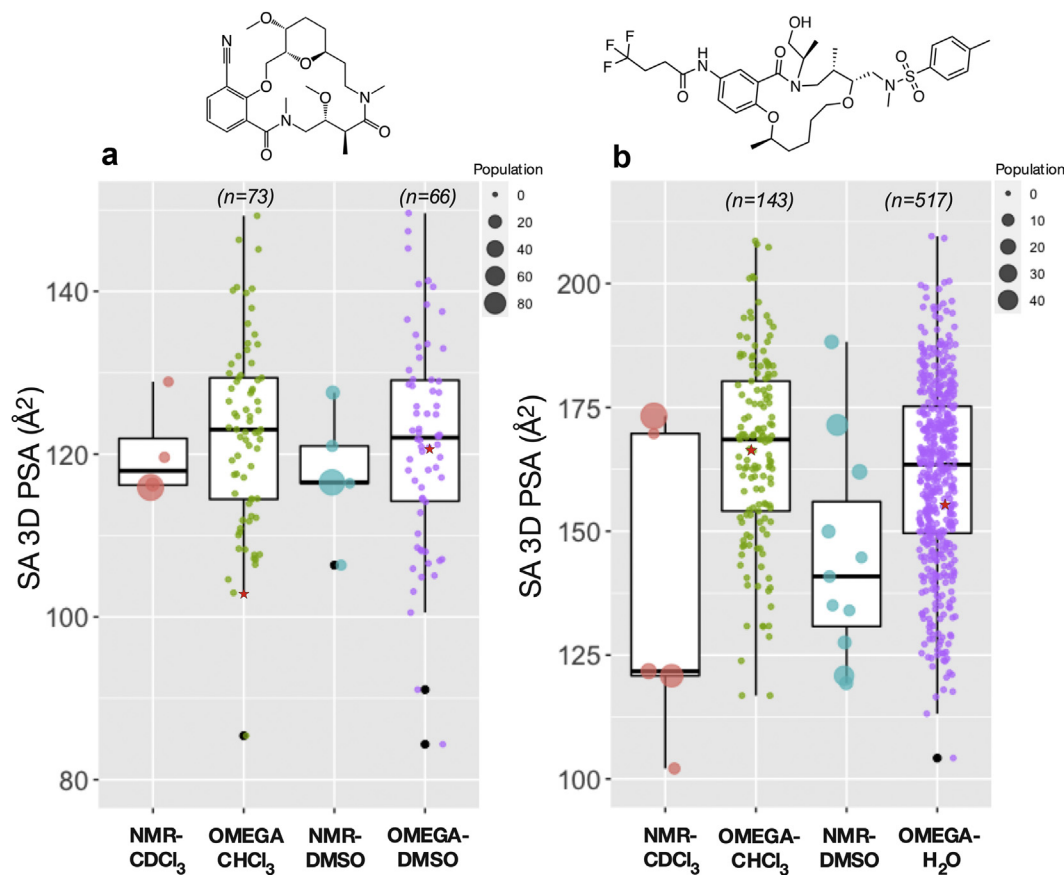 O
O
N
O
O
N
O
N
O
OH
F
F
F
H
N
O
O
N
O
O
O
S
N
O
a
b
Population
0
20
40
60
80
(n=73)
(n=66)
Population
0
10
20
30
40
(n=143)
(n=517)
SA 3D PSA (Å²)
140
120
100
80
SA 3D PSA (Å²)
200
175
150
125
100
NMR-
CDCl₃
OMEGA
CHCl₃
NMR-
DMSO
OMEGA-
DMSO
NMR-
CDCl₃
OMEGA-
CHCl₃
NMR-
DMSO
OMEGA-
H₂O